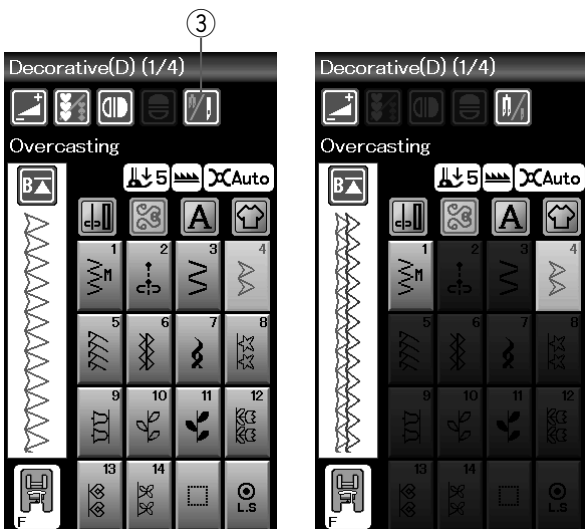 3
Decorative(D) (1/4)
Overcasting
B 5 Auto
A
1 2 3 4
M
5 6 7 8
9 10 11 12
13 14
L.S
F
Decorative(D) (1/4)
Overcasting
B 5 Auto
A
1 2 3 4
M
5 6 7 8
9 10 11 12
13 14
L.S
F